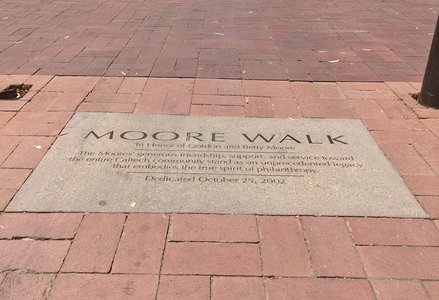 MOORE WALK
In Honor of Gordon and Betty Moore
The Moores' generous friendship, support, and service toward
the entire Caltech community stand as an unprecedented legacy
that embodies the true spirit of philanthropy.
Dedicated October 25, 2002